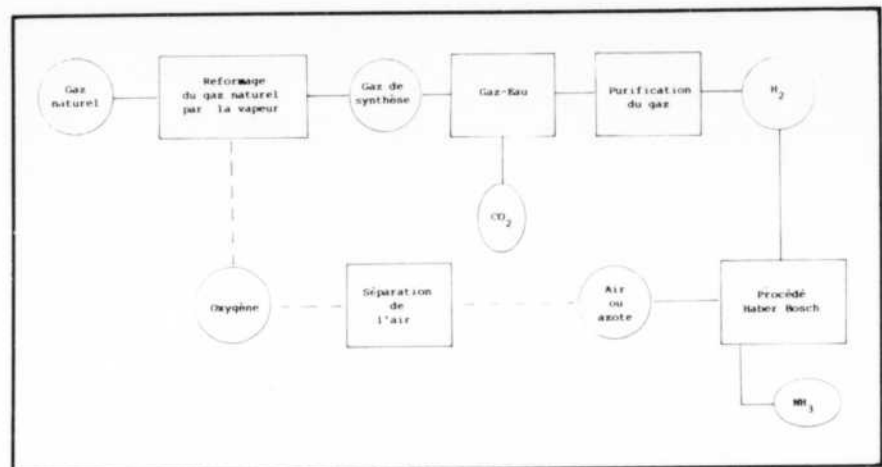 Gaz
naturel
Reformage
du gaz naturel
par la vapeur
Gaz de
synthène
Gaz-Eau
Purification
du gaz
H₂
CO₂
Oxygène
Séparation
de
l'air
Air
ou
azote
Procédé
Haber Bosch
NH₃